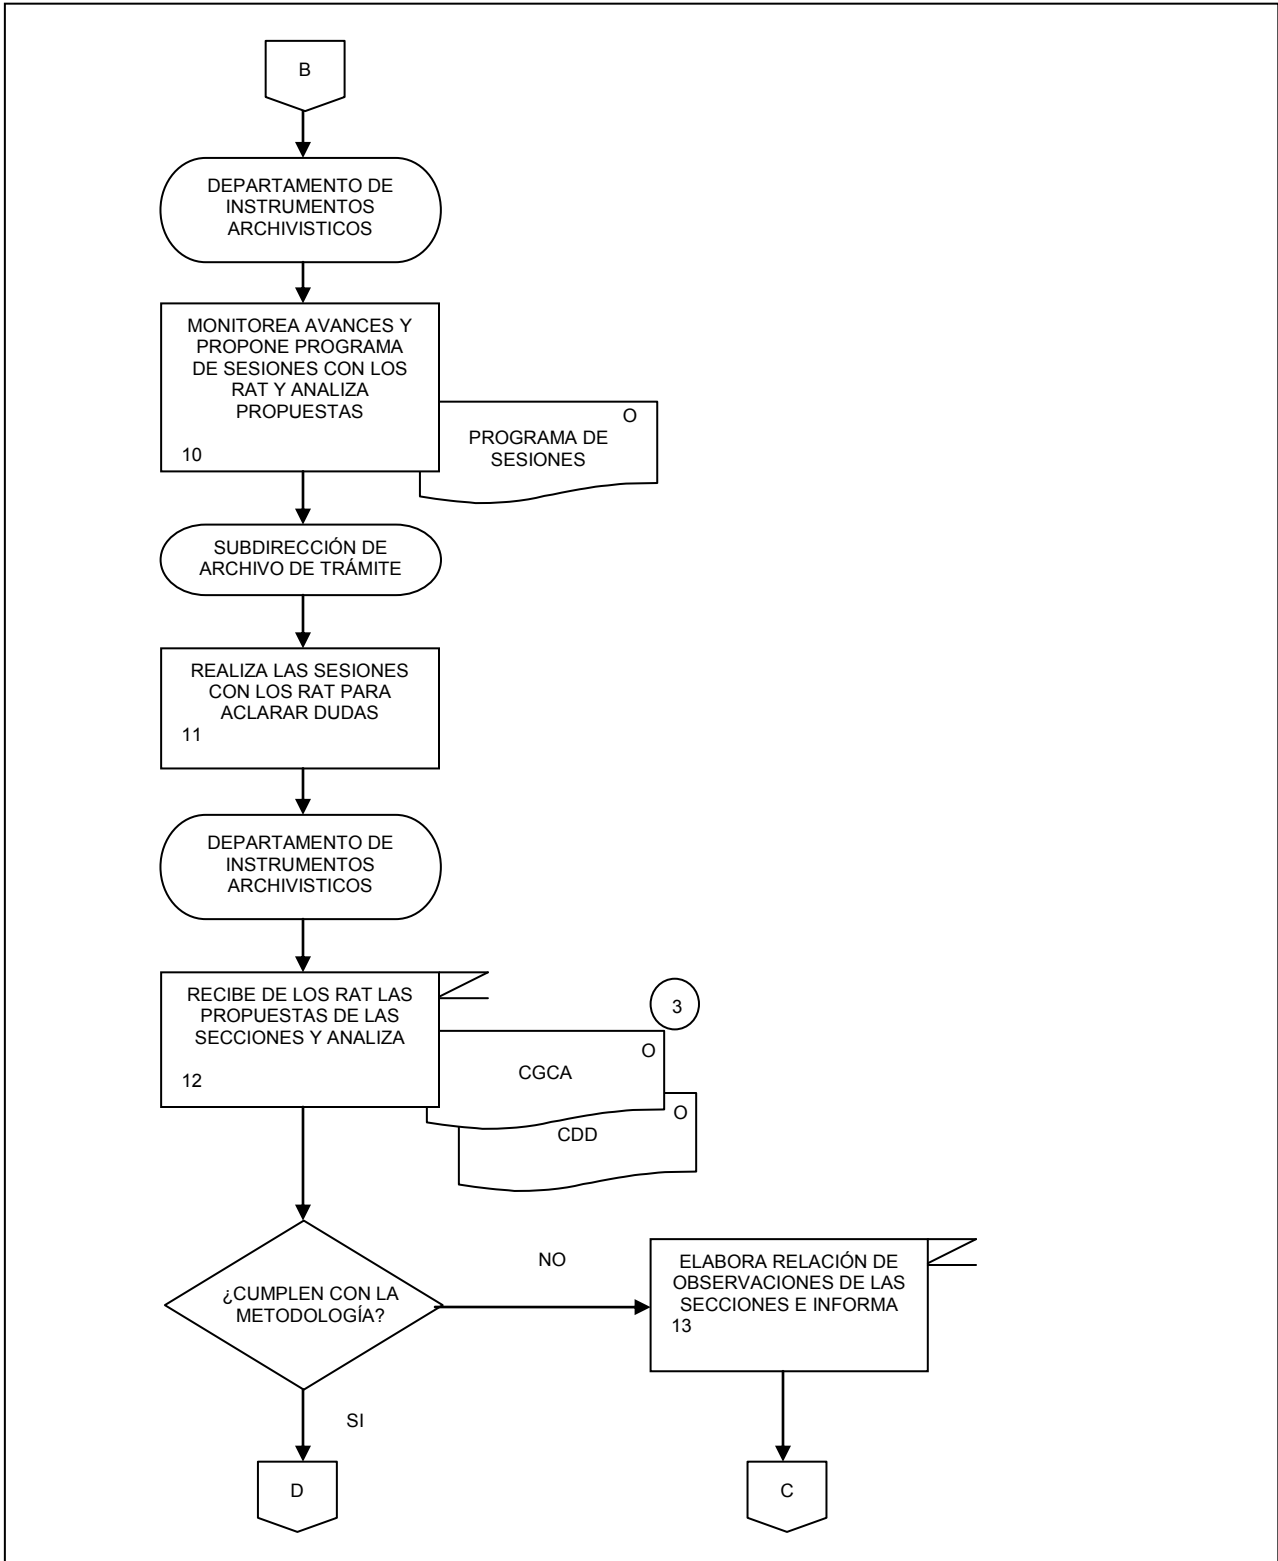 B
DEPARTAMENTO DE
INSTRUMENTOS
ARCHIVISTICOS
MONITOREA AVANCES Y
PROPONE PROGRAMA
DE SESIONES CON LOS
RAT Y ANALIZA
PROPUESTAS
10
O
PROGRAMA DE
SESIONES
SUBDIRECCIÓN DE
ARCHIVO DE TRÁMITE
REALIZA LAS SESIONES
CON LOS RAT PARA
ACLARAR DUDAS
11
DEPARTAMENTO DE
INSTRUMENTOS
ARCHIVISTICOS
RECIBE DE LOS RAT LAS
PROPUESTAS DE LAS
SECCIONES Y ANALIZA
12
3
O
CGCA
O
CDD
¿CUMPLEN CON LA
METODOLOGÍA?
NO
ELABORA RELACIÓN DE
OBSERVACIONES DE LAS
SECCIONES E INFORMA
13
SI
D
C